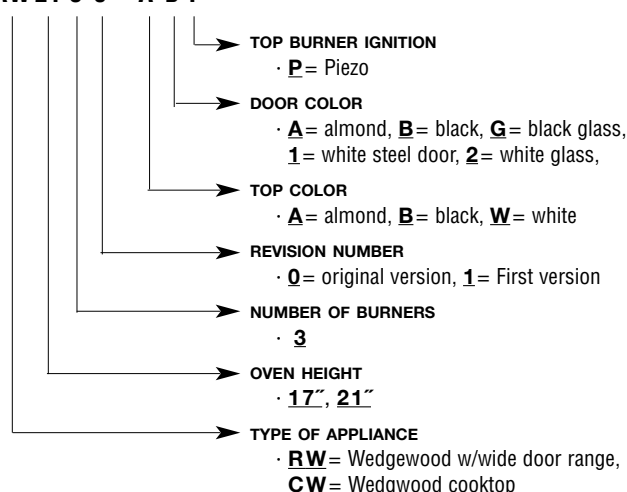 TOP BURNER IGNITION
· P = Piezo
DOOR COLOR
· A = almond, B = black, G = black glass,
1 = white steel door, 2 = white glass,
TOP COLOR
· A = almond, B = black, W = white
REVISION NUMBER
· 0 = original version, 1 = First version
NUMBER OF BURNERS
· 3
OVEN HEIGHT
· 17˝, 21˝
TYPE OF APPLIANCE
· RW = Wedgewood w/wide door range,
CW = Wedgwood cooktop